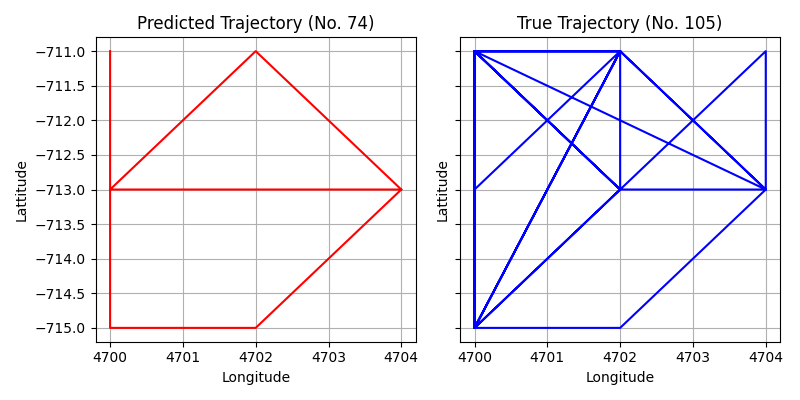 Predicted Trajectory (No. 74)
True Trajectory (No. 105)
−711.0
−711.5
−712.0
−712.5
−713.0
−713.5
−714.0
−714.5
−715.0
Lattitude
Lattitude
4700 4701 4702 4703 4704
4700 4701 4702 4703 4704
Longitude
Longitude